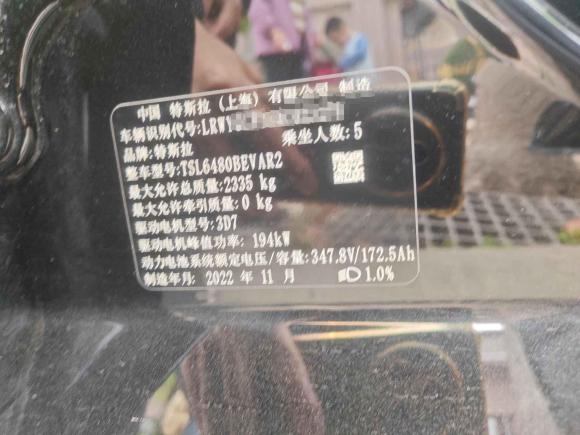 中国 特斯拉 (上海) 有限公司 制造
车辆识别代号:LRWY
乘坐人数:5
品牌:特斯拉
整车型号:TSL6480BEVAR2
最大允许总质量:2335 kg
最大允许牵引质量:0 kg
驱动电机型号:3D7
驱动电机峰值功率: 194kW
动力电池系统额定电压/容量:347.8V/172.5Ah
制造年月: 2022 年 11 月
1.0%